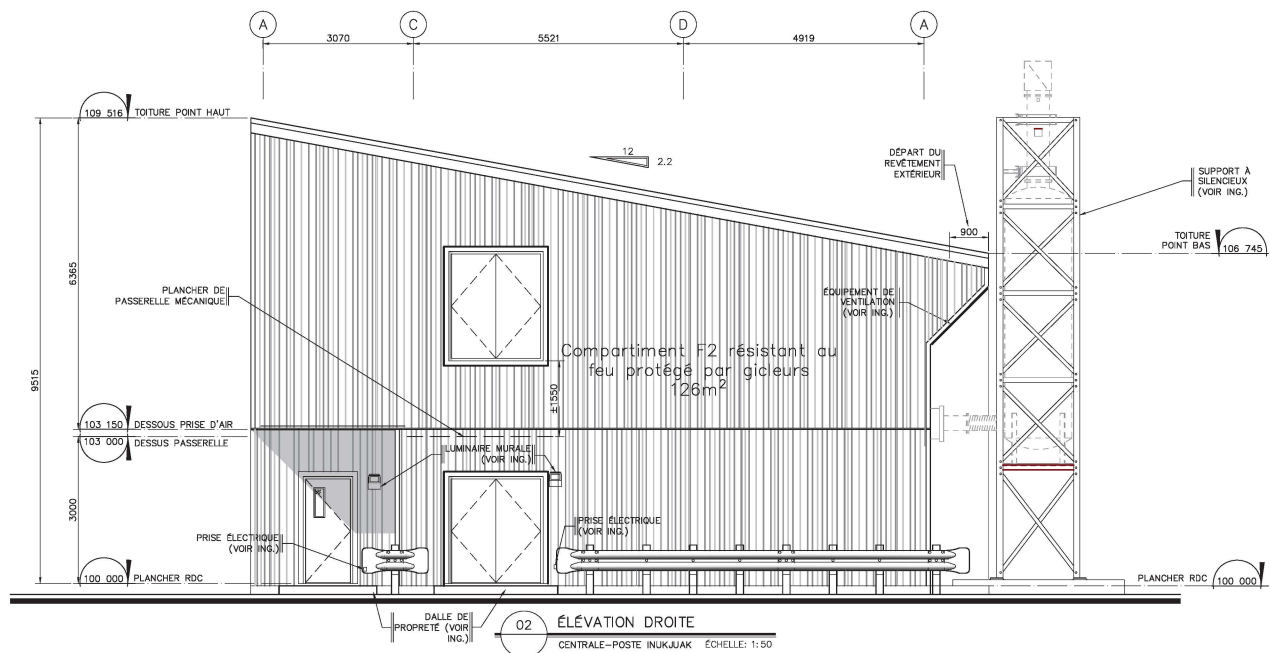 A
C
D
A
3070
5521
4919
109 516
TOITURE POINT HAUT
12
2.2
DÉPART DU
REVÊTEMENT
EXTÉRIEUR
SUPPORT À
SILENCIEUX
(VOIR ING.)
900
TOITURE
POINT BAS
106 745
6365
PLANCHER DE
PASSERELLE MÉCANIQUE
ÉQUIPEMENT DE
VENTILATION
(VOIR ING.)
Compartiment F2 résistant au
feu protégé par gicleurs
126m²
9515
±1550
103 150
DESSOUS PRISE D'AIR
103 000
DESSUS PASSERELLE
LUMINAIRE MURALE
(VOIR ING.)
3000
PRISE ÉLECTRIQUE
(VOIR ING.)
PRISE ÉLECTRIQUE
(VOIR ING.)
100 000
PLANCHER RDC
PLANCHER RDC
100 000
DALLE DE
PROPRETÉ (VOIR
ING.)
02
ÉLÉVATION DROITE
CENTRALE-POSTE INUKJUAK ÉCHELLE: 1:50